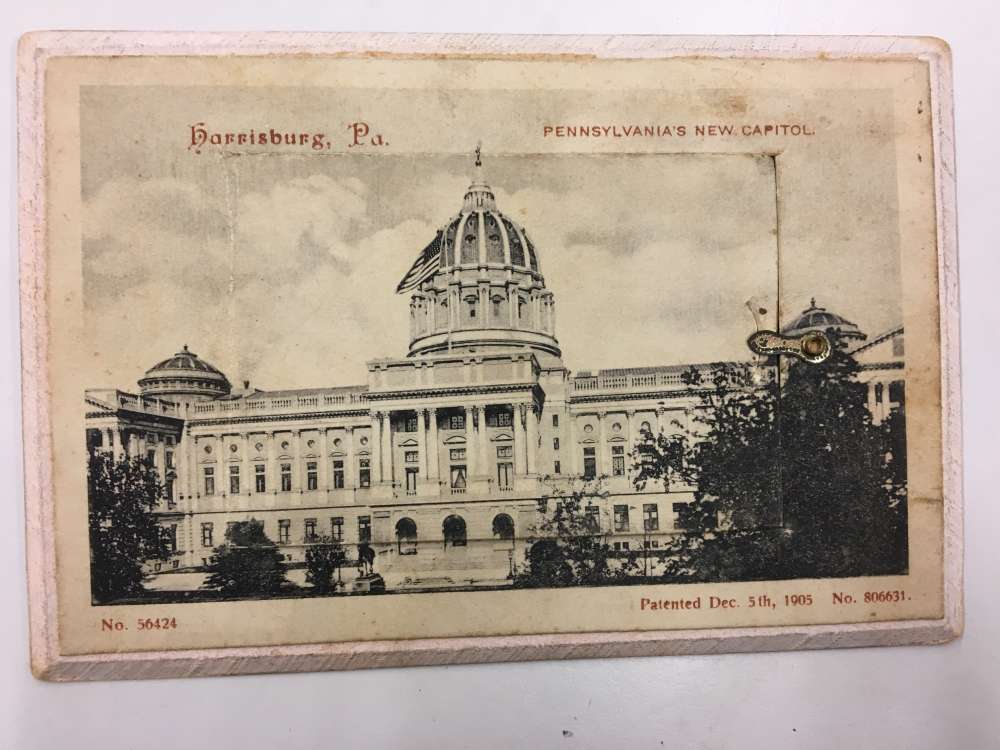 Harrisburg, Pa.
PENNSYLVANIA'S NEW CAPITOL.
No. 56424
Patented Dec. 5th, 1905 No. 806631.